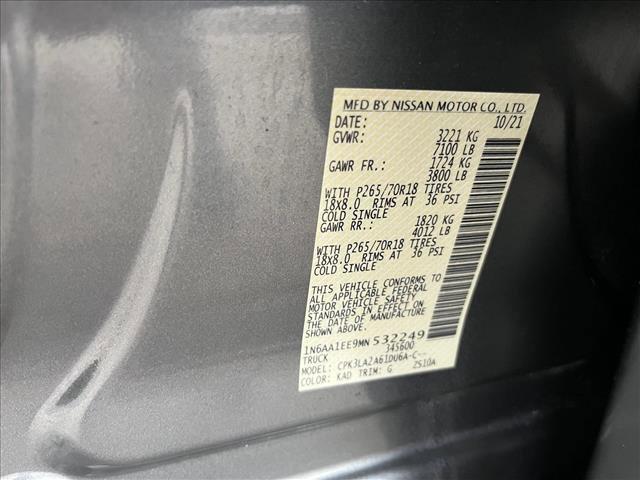 MFD BY NISSAN MOTOR CO., LTD.
DATE: 10/21
GVWR: 3221 KG
7100 LB
GAWR FR.: 1724 KG
3800 LB
WITH P265/70R18 TIRES
18X8.0 RIMS AT 36 PSI
COLD SINGLE
GAWR RR.: 1820 KG
4012 LB
WITH P265/70R18 TIRES
18X8.0 RIMS AT 36 PSI
COLD SINGLE
THIS VEHICLE CONFORMS TO
ALL APPLICABLE FEDERAL
MOTOR VEHICLE SAFETY
STANDARDS IN EFFECT ON
DATE SHOWN ABOVE.
1N6AA1EE9MN532249
TRUCK 345600
MODEL: CPK3LA2A61DU6A-C--
COLOR: KAD TRIM: G ZS10A